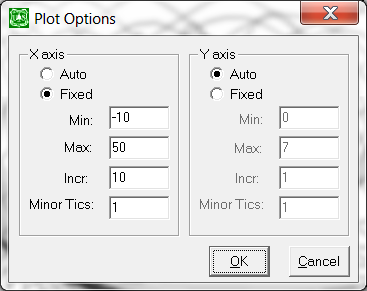 Plot Options
X axis
Auto
Fixed
Min: -10
Max: 50
Incr: 10
Minor Tics: 1
Y axis
Auto
Fixed
Min: 0
Max: 7
Incr: 1
Minor Tics: 1
OK Cancel